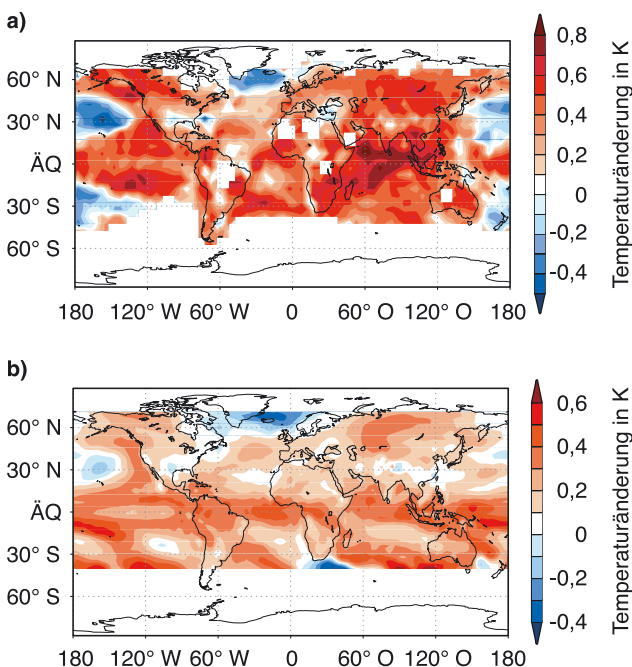 a)
60° N
30° N
ÄQ
30° S
60° S
180 120° W 60° W 0 60° O 120 O 180
0,8
0,6
0,4
0,2
0
-0,2
-0,4
Temperaturänderung in K
b)
60° N
30° N
ÄQ
30° S
60° S
180 120° W 60° W 0 60° O 120 O 180
0,6
0,4
0,2
0
-0,2
-0,4
Temperaturänderung in K